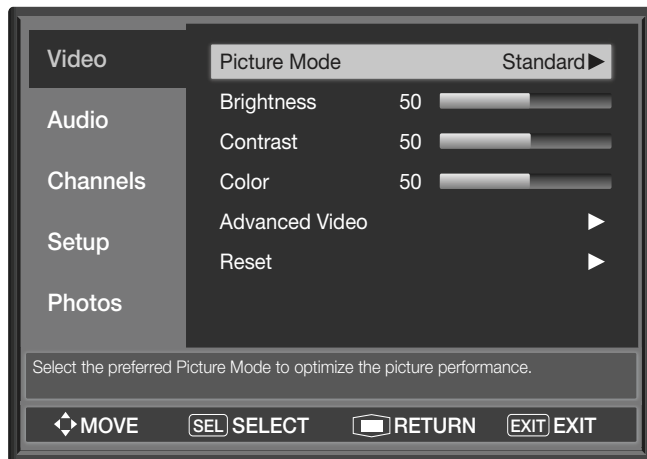 Video
Audio
Channels
Setup
Photos
Picture Mode Standard
Brightness 50
Contrast 50
Color 50
Advanced Video
Reset
Select the preferred Picture Mode to optimize the picture performance.
MOVE SEL SELECT RETURN EXIT EXIT